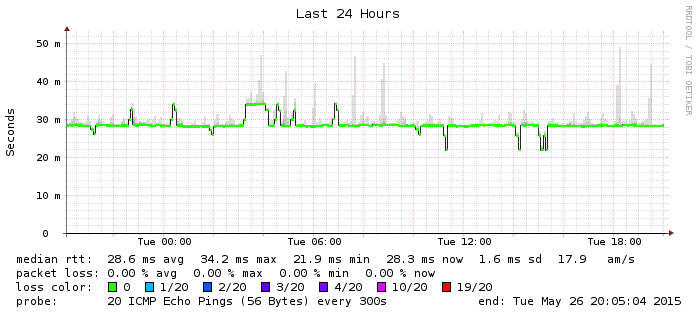 Last 24 Hours
RRDTOOL / TOBI OETIKER
Seconds
50 m
40 m
30 m
20 m
10 m
0
Tue 00:00 Tue 06:00 Tue 12:00 Tue 18:00
median rtt: 28.6 ms avg 34.2 ms max 21.9 ms min 28.3 ms now 1.6 ms sd 17.9 am/s
packet loss: 0.00 % avg 0.00 % max 0.00 % min 0.00 % now
loss color: 0 1/20 2/20 3/20 4/20 10/20 19/20
probe: 20 ICMP Echo Pings (56 Bytes) every 300s end: Tue May 26 20:05:04 2015